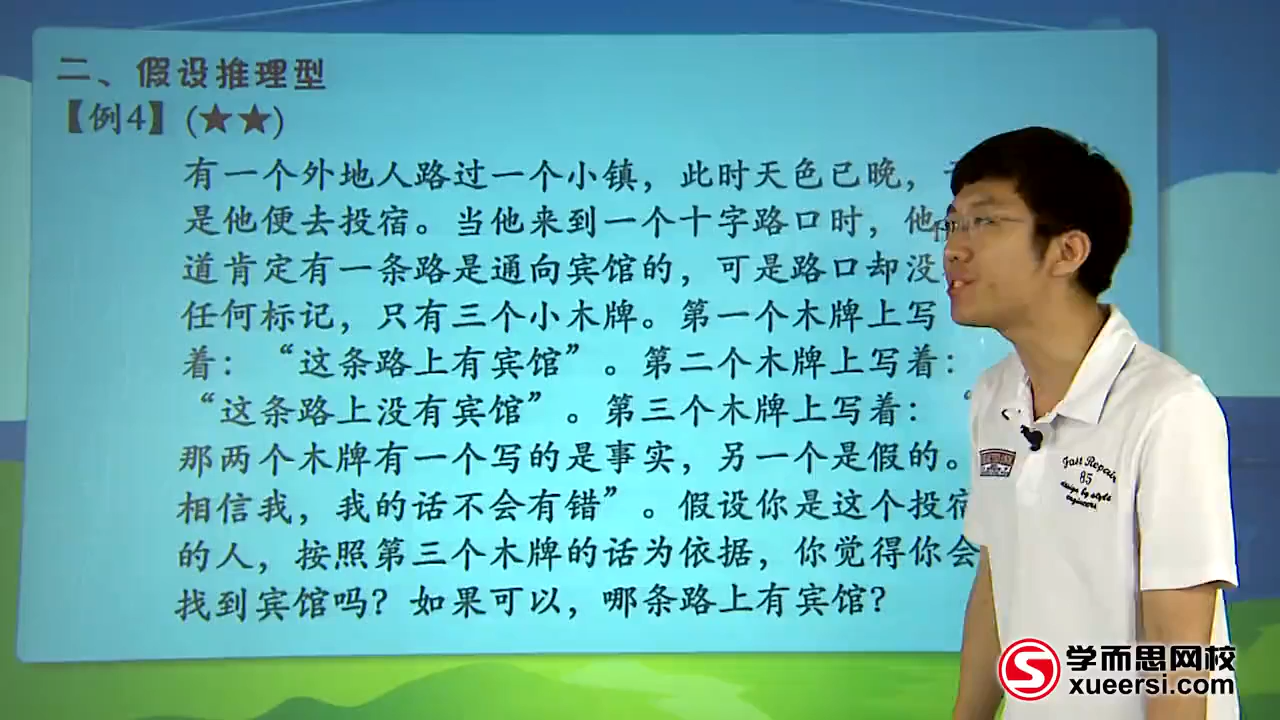 二、假设推理型
【例4】(★★)
有一个外地人路过一个小镇，此时天色已晚，
是他便去投宿。当他来到一个十字路口时，他
道肯定有一条路是通向宾馆的，可是路口却没
任何标记，只有三个小木牌。第一个木牌上写
着：“这条路上有宾馆”。第二个木牌上写着：
“这条路上没有宾馆”。第三个木牌上写着：“
那两个木牌有一个写的是事实，另一个是假的。
相信我，我的话不会有错”。假设你是这个投宿
的人，按照第三个木牌的话为依据，你觉得你会
找到宾馆吗？如果可以，哪条路上有宾馆？
Fast Repair
85
design by style
engineers
学而思网校
xueersi.com